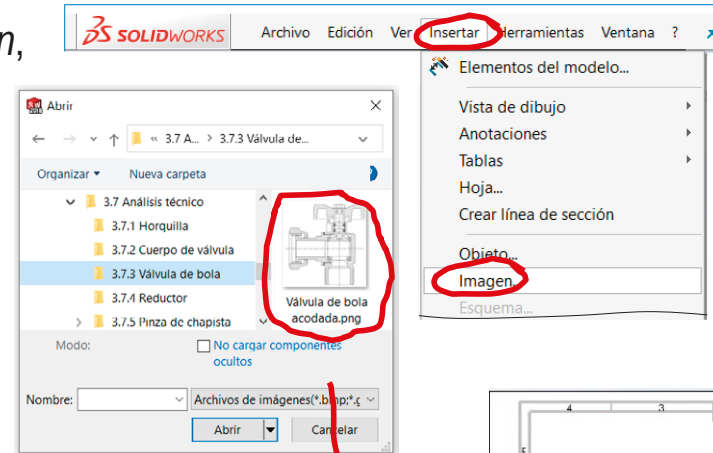 n,
SOLIDWORKS Archivo Edición Ver Insertar Herramientas Ventana ?
Elementos del modelo...
Vista de dibujo
Anotaciones
Tablas
Hoja...
Crear línea de sección
Objeto...
Imagen...
Esquema...
Abrir
« 3.7 A... > 3.7.3 Válvula de...
Organizar Nueva carpeta
3.7 Análisis técnico
3.7.1 Horquilla
3.7.2 Cuerpo de válvula
3.7.3 Válvula de bola
3.7.4 Reductor
3.7.5 Pinza de chapista
Válvula de bola
acodada.png
Modo:
No cargar componentes
ocultos
Nombre:
Archivos de imágenes(*.bmp;*.g
Abrir
Cancelar
4 3